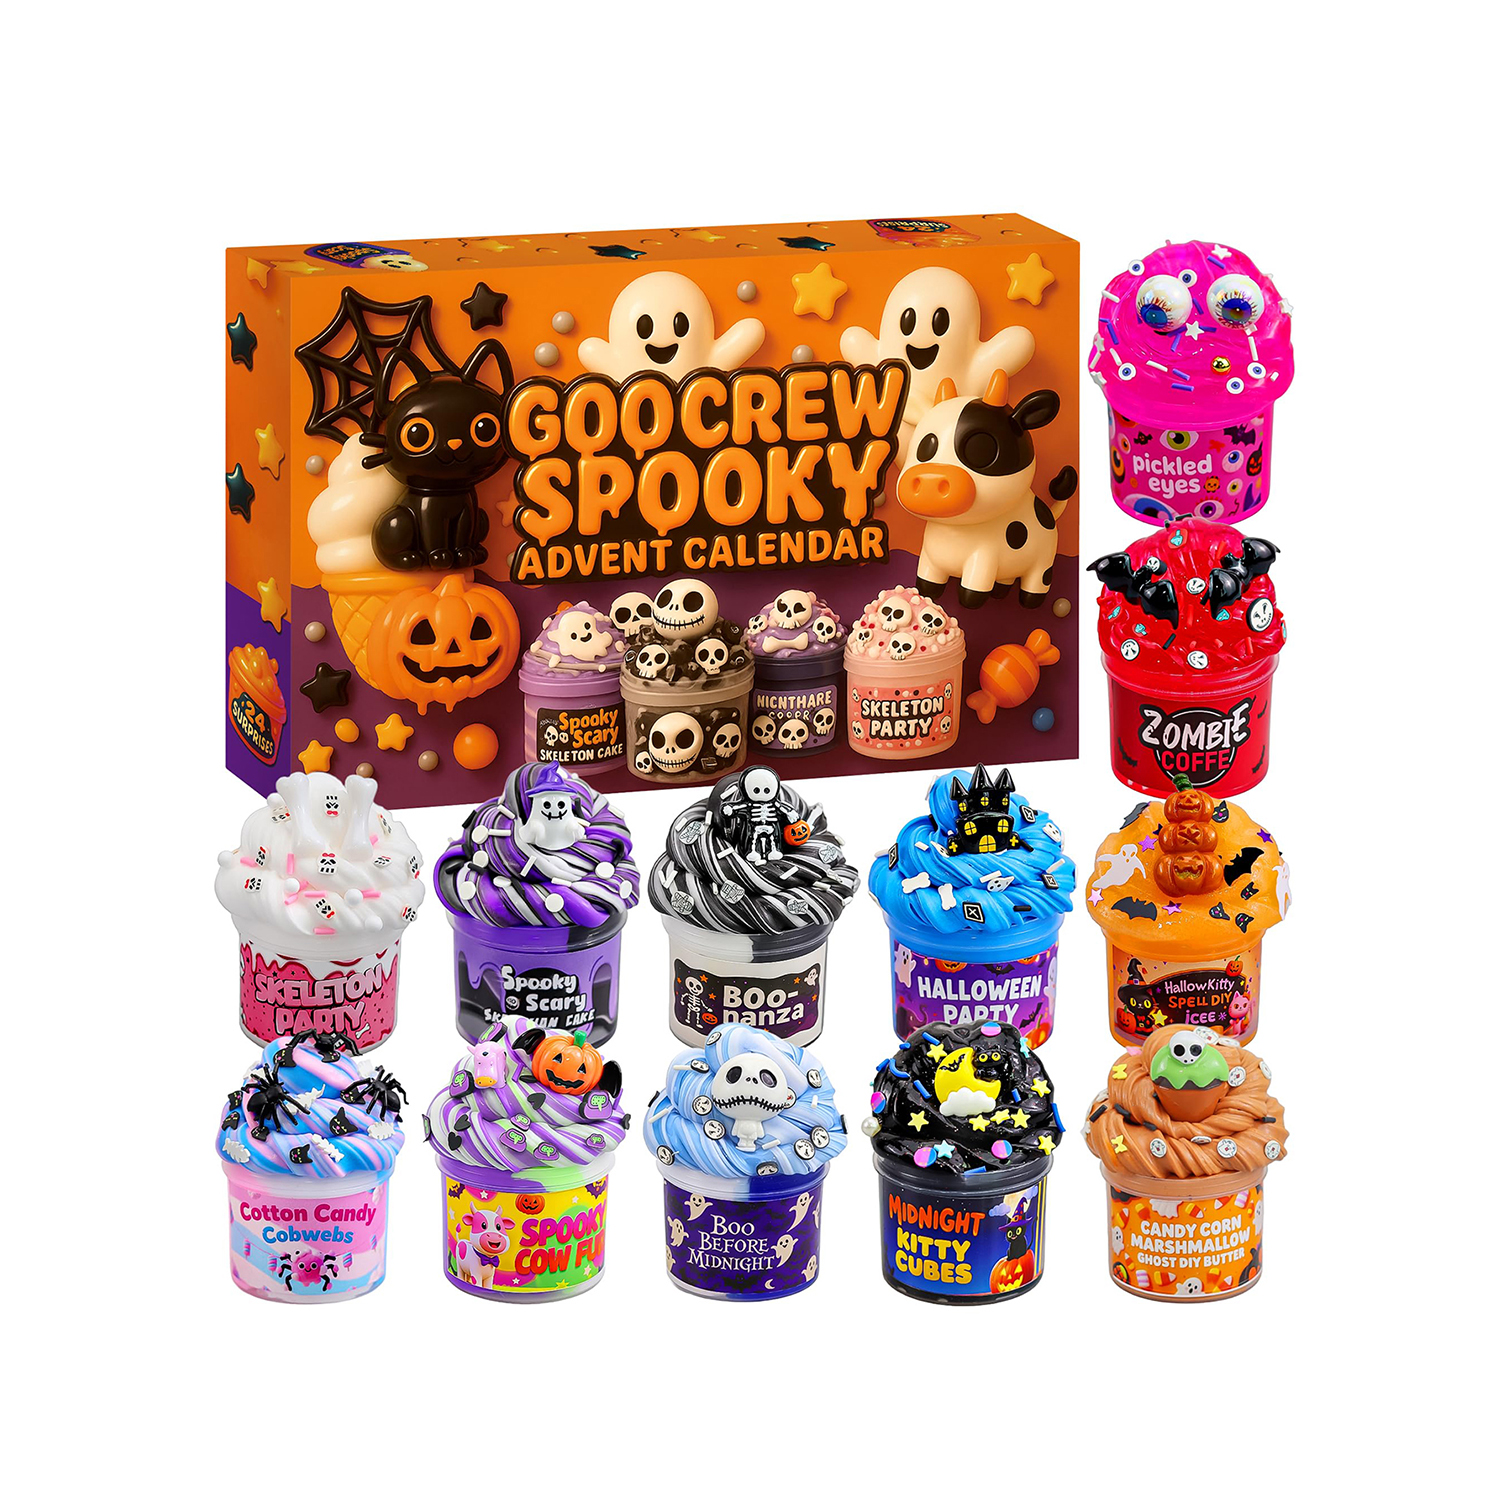 GOOCREW
SPOOKY
ADVENT CALENDAR
24
SURPRISES
Spooky
Scary
SKELETON CAKE
NICNTHARE
COOPR
SKELETON
PARTY
pickled
eyes
ZOMBIE
COFFE
SKELETON
PARTY
Spooky
Scary
BOO-
nanza
HALLOWEEN
PARTY
HallowKitty
SPELL DIY
icee
Cotton Candy
Cobwebs
SPOOKY
COW FU
BOO
BEFORE
MIDNIGHT
MIDNIGHT
KITTY
CUBES
CANDY CORN
MARSHMALLOW
GHOST DIY BUTTER